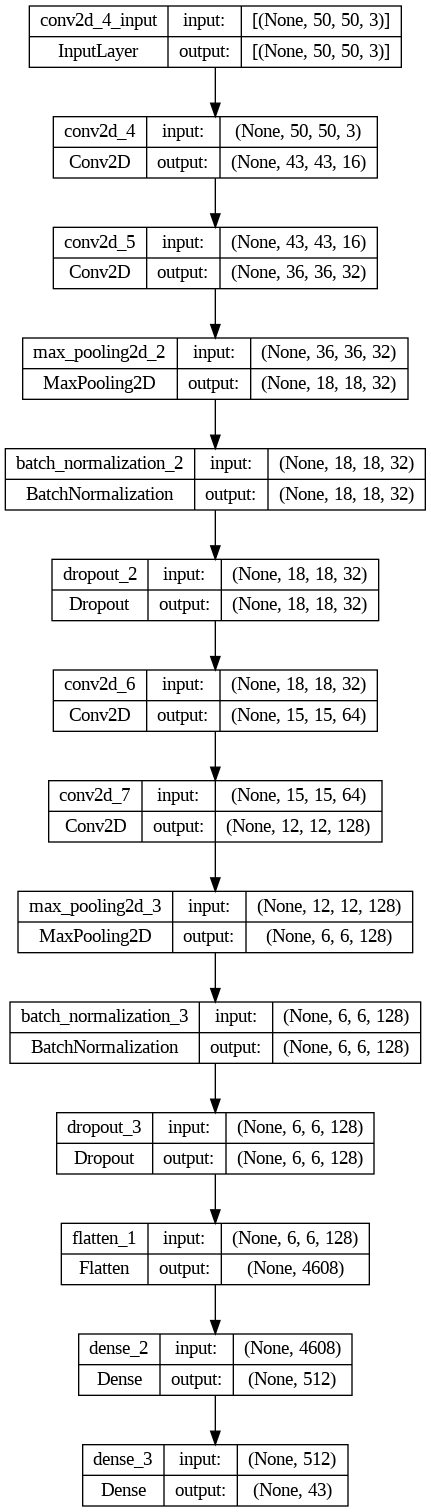 conv2d_4_input input: [(None, 50, 50, 3)]
InputLayer output: [(None, 50, 50, 3)]
conv2d_4 input: (None, 50, 50, 3)
Conv2D output: (None, 43, 43, 16)
conv2d_5 input: (None, 43, 43, 16)
Conv2D output: (None, 36, 36, 32)
max_pooling2d_2 input: (None, 36, 36, 32)
MaxPooling2D output: (None, 18, 18, 32)
batch_normalization_2 input: (None, 18, 18, 32)
BatchNormalization output: (None, 18, 18, 32)
dropout_2 input: (None, 18, 18, 32)
Dropout output: (None, 18, 18, 32)
conv2d_6 input: (None, 18, 18, 32)
Conv2D output: (None, 15, 15, 64)
conv2d_7 input: (None, 15, 15, 64)
Conv2D output: (None, 12, 12, 128)
max_pooling2d_3 input: (None, 12, 12, 128)
MaxPooling2D output: (None, 6, 6, 128)
batch_normalization_3 input: (None, 6, 6, 128)
BatchNormalization output: (None, 6, 6, 128)
dropout_3 input: (None, 6, 6, 128)
Dropout output: (None, 6, 6, 128)
flatten_1 input: (None, 6, 6, 128)
Flatten output: (None, 4608)
dense_2 input: (None, 4608)
Dense output: (None, 512)
dense_3 input: (None, 512)
Dense output: (None, 43)